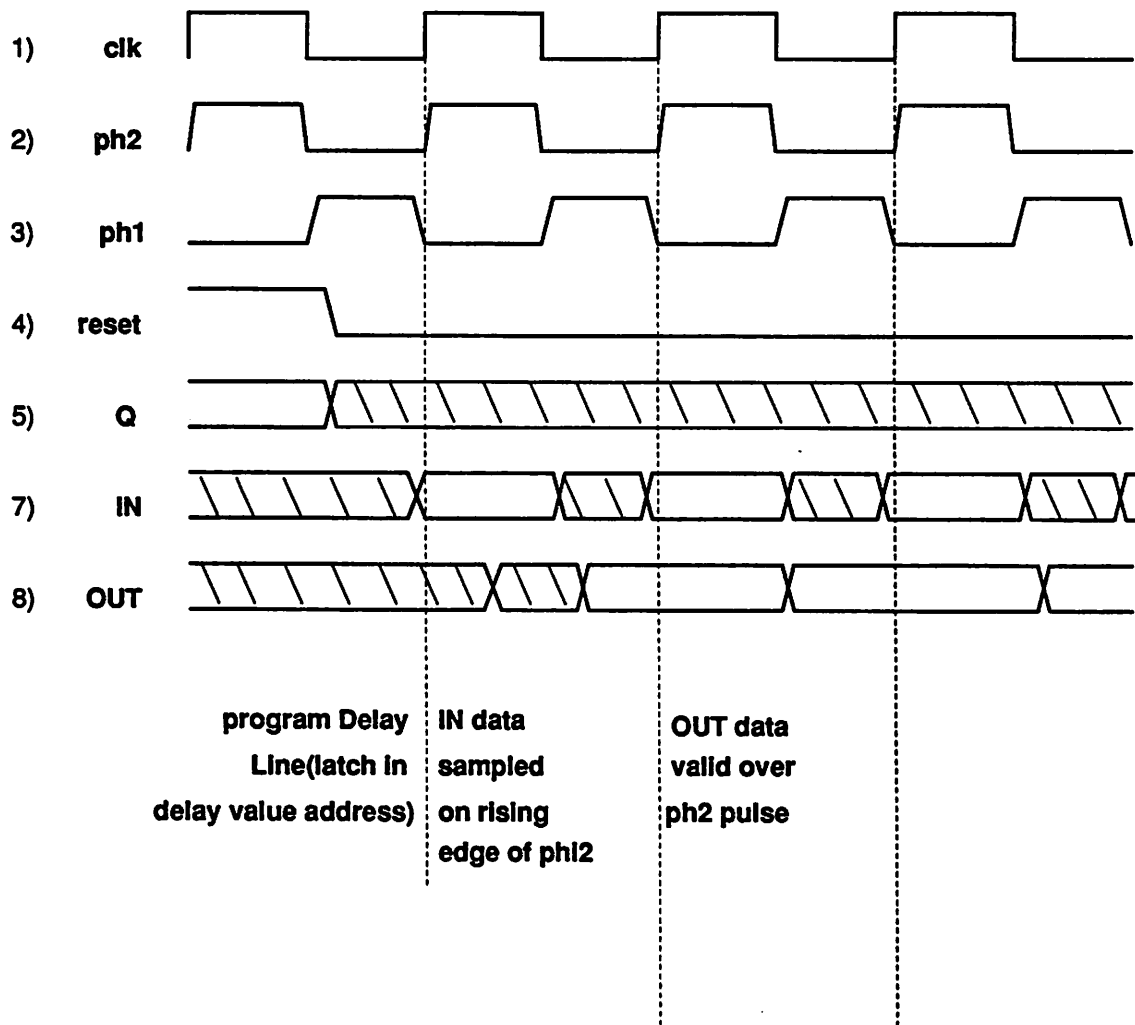 1) clk
2) ph2
3) ph1
4) reset
5) Q
7) IN
8) OUT
program Delay
Line(latch in
delay value address)
IN data
sampled
on rising
edge of phi2
OUT data
valid over
ph2 pulse